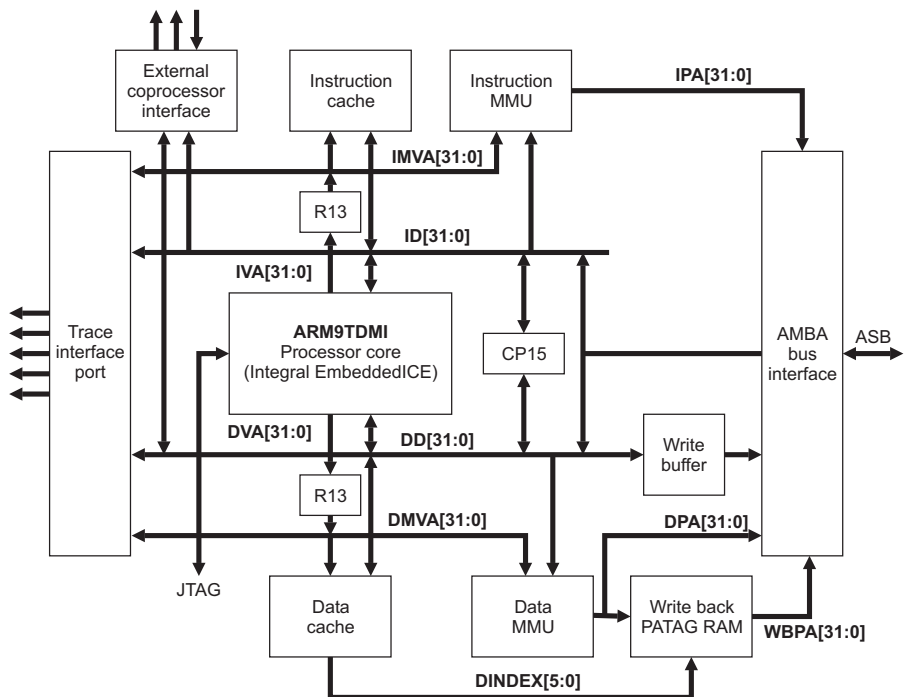 External
coprocessor
interface
Instruction
cache
Instruction
MMU
IPA[31:0]
IMVA[31:0]
R13
ID[31:0]
IVA[31:0]
Trace
interface
port
ARM9TDMI
Processor core
(Integral EmbeddedICE)
CP15
AMBA
bus
interface
ASB
DVA[31:0]
DD[31:0]
Write
buffer
R13
DMVA[31:0]
DPA[31:0]
JTAG
Data
cache
Data
MMU
Write back
PATAG RAM
WBPA[31:0]
DINDEX[5:0]